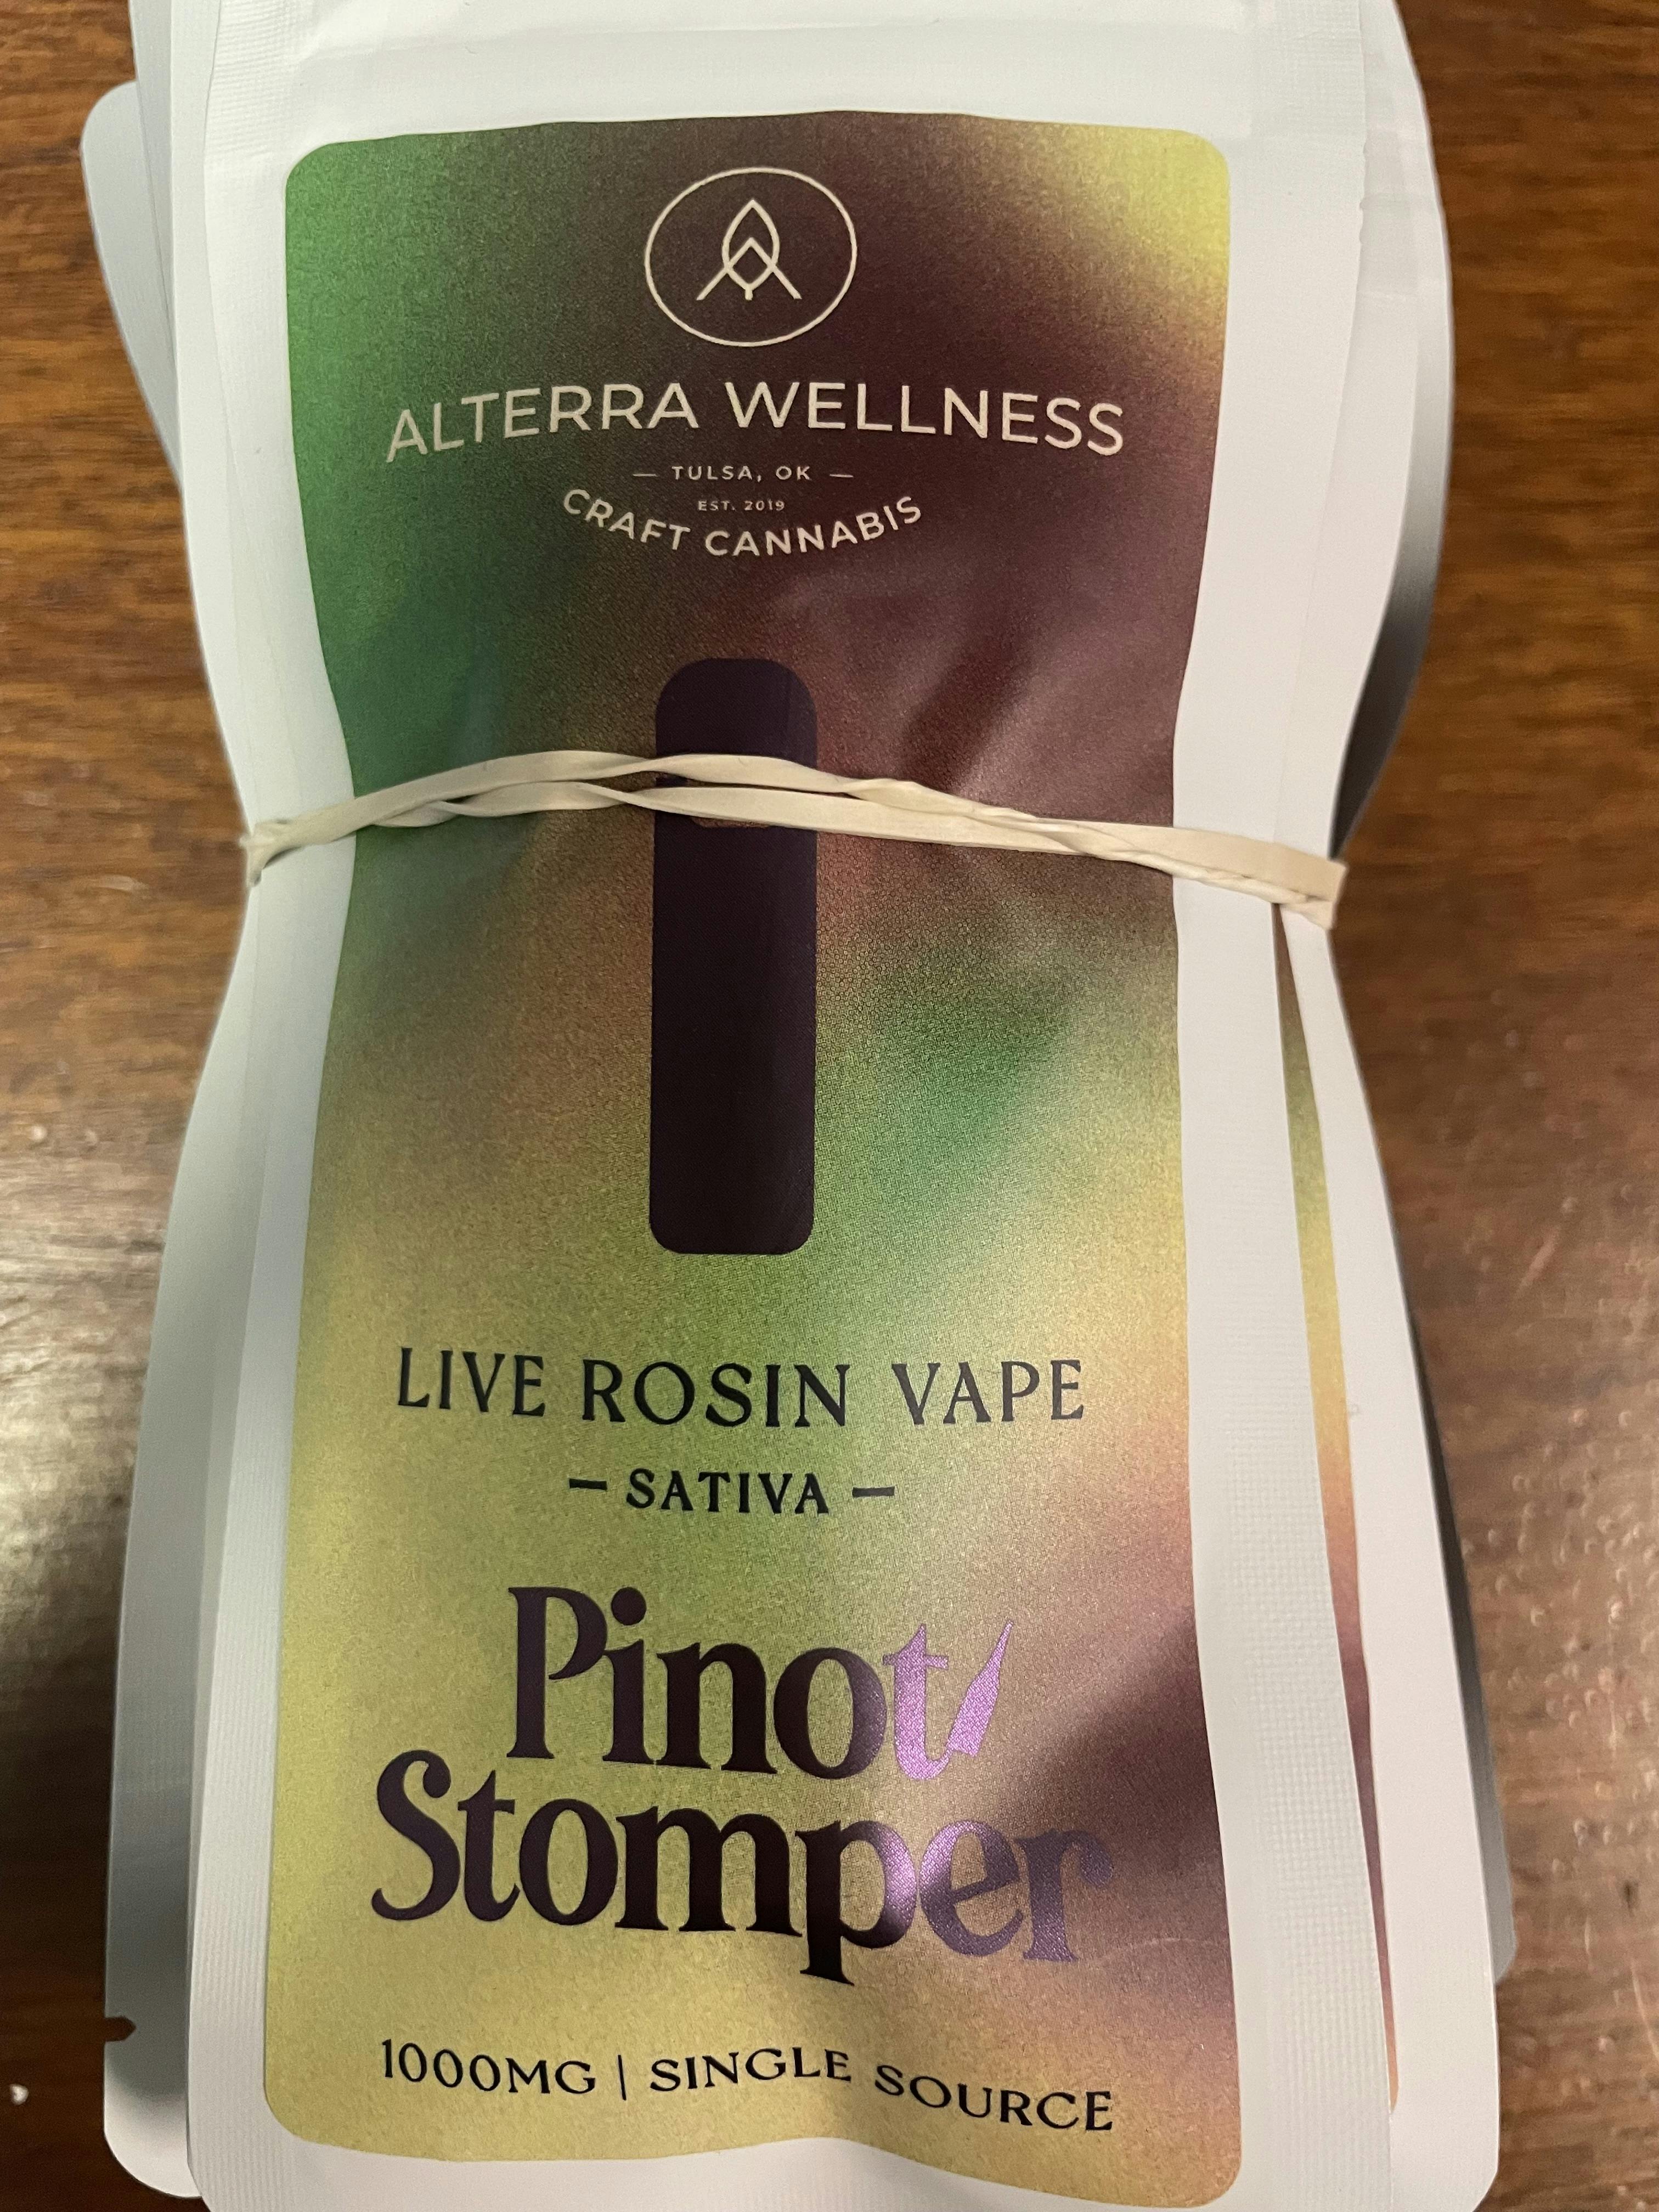 ALTERRA WELLNESS
— TULSA, OK —
EST. 2019
CRAFT CANNABIS
LIVE ROSIN VAPE
— SATIVA —
Pinot
Stomper
1000MG | SINGLE SOURCE